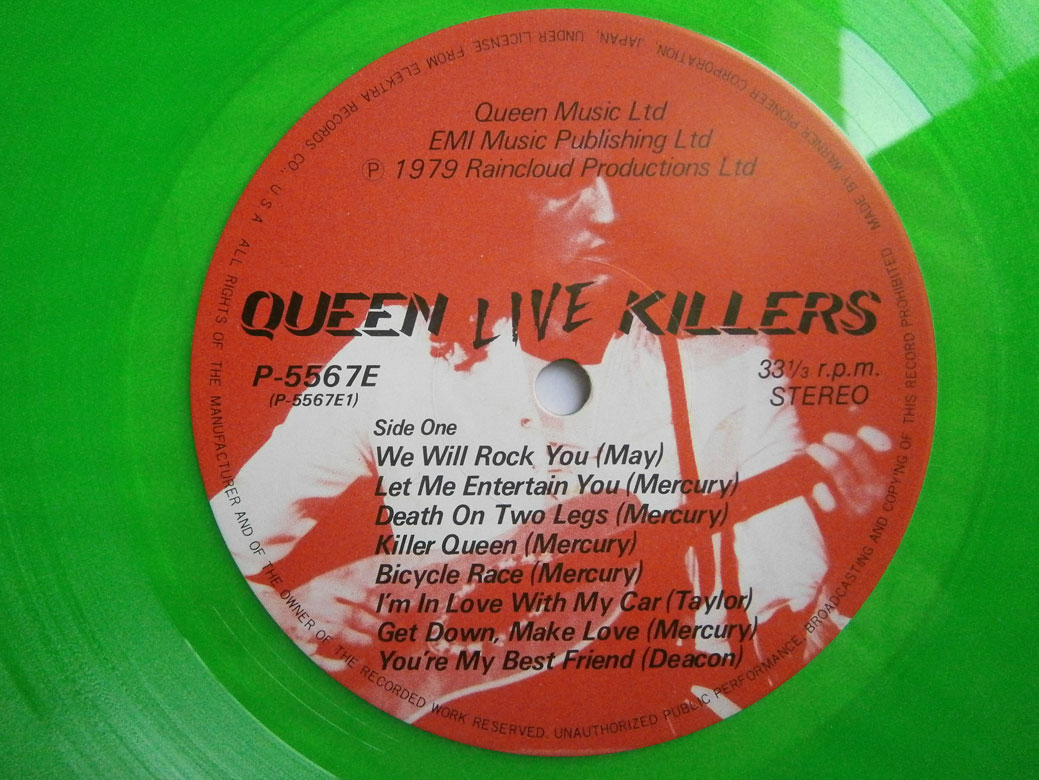 Queen Music Ltd
EMI Music Publishing Ltd
Ⓟ 1979 Raincloud Productions Ltd
QUEEN LIVE KILLERS
P-5567E
(P-5567E1)
33 1/3 r.p.m.
STEREO
Side One
We Will Rock You (May)
Let Me Entertain You (Mercury)
Death On Two Legs (Mercury)
Killer Queen (Mercury)
Bicycle Race (Mercury)
I'm In Love With My Car (Taylor)
Get Down, Make Love (Mercury)
You're My Best Friend (Deacon)
MADE BY WARNER-PIONEER CORPORATION, JAPAN, UNDER LICENSE FROM ELEKTRA RECORDS CO., U.S.A. ALL RIGHTS OF THE MANUFACTURER AND OF THE OWNER OF THE RECORDED WORK RESERVED. UNAUTHORIZED PUBLIC PERFORMANCE, BROADCASTING AND COPYING OF THIS RECORD PROHIBITED